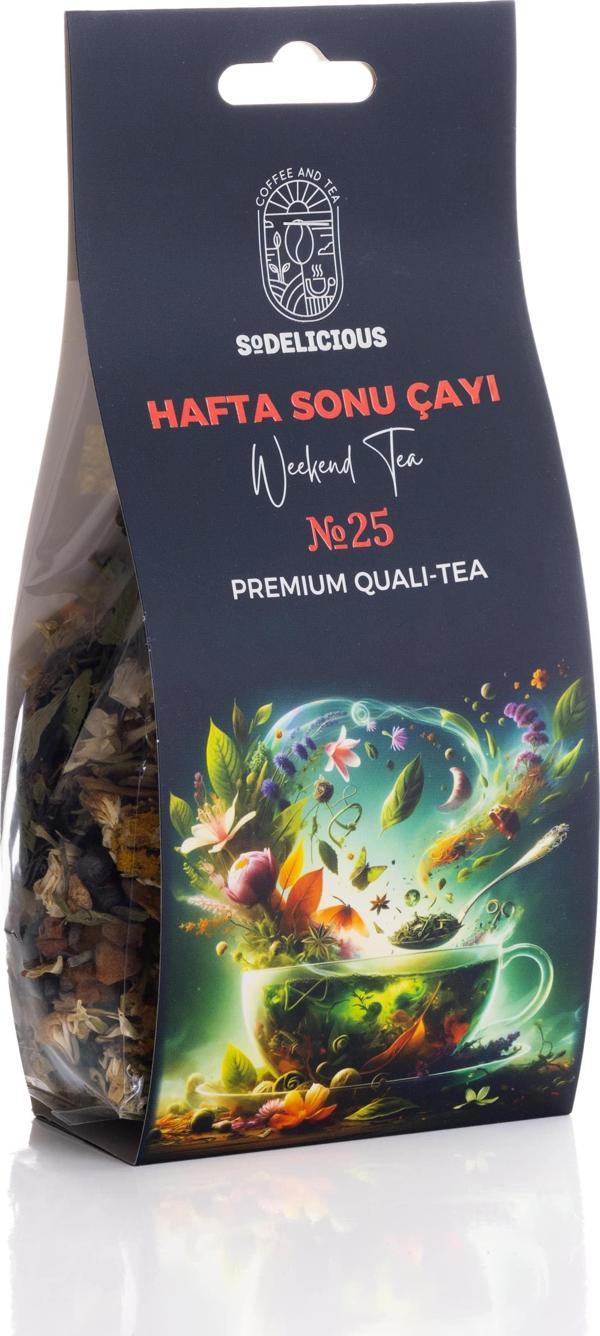 COFFEE AND TEA
SODELICIOUS
HAFTA SONU ÇAYI
Weekend Tea
№25
PREMIUM QUALI-TEA